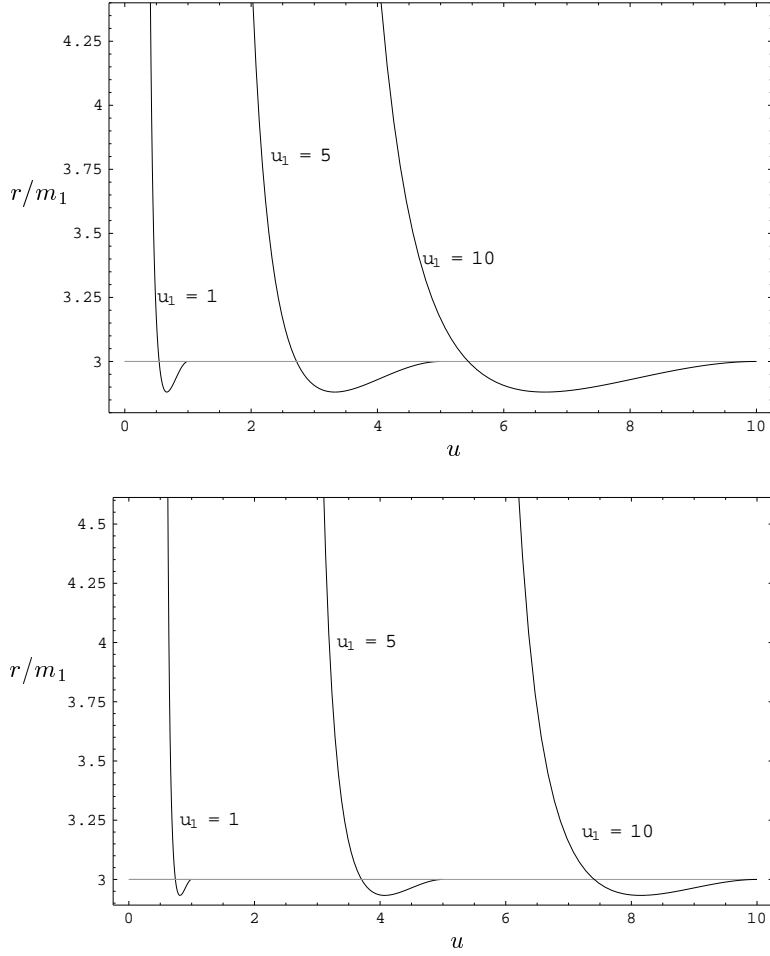 4.25
4
u₁ = 5
3.75
r/m₁
3.5
u₁ = 10
3.25
u₁ = 1
3
0 2 4 6 8 10
u
4.5
4.25
4
u₁ = 5
3.75
r/m₁
3.5
3.25
u₁ = 1
u₁ = 10
3
0 2 4 6 8 10
u